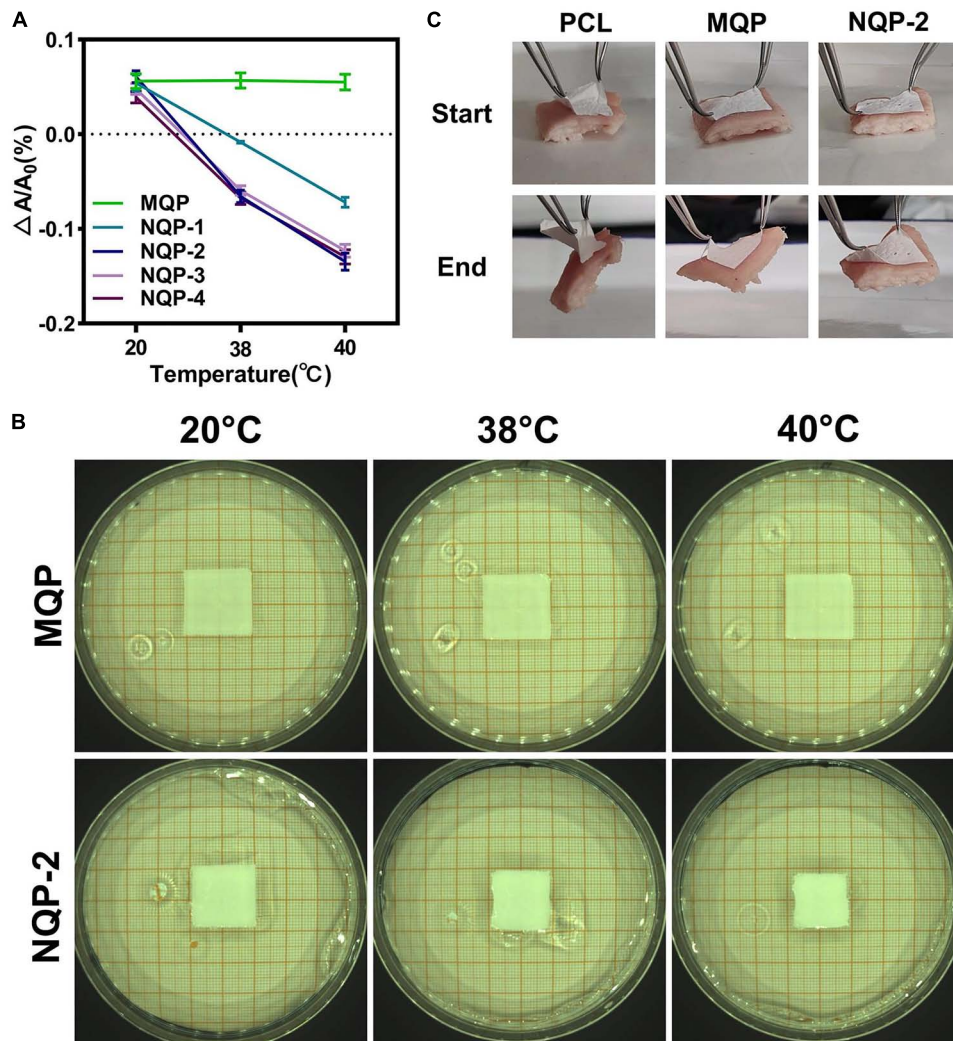 A
△A/A₀(%)
0.1
0.0
-0.1
-0.2
MQP
NQP-1
NQP-2
NQP-3
NQP-4
20 38 40
Temperature(℃)
C
PCL MQP NQP-2
Start
End
B
20°C 38°C 40°C
MQP
NQP-2